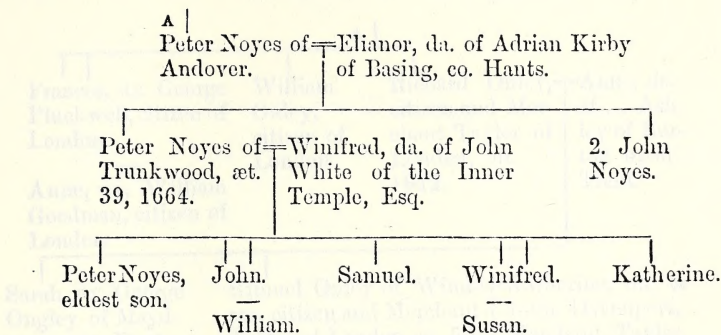 A
Peter Noyes of=Elianor, da. of Adrian Kirby
Andover. of Basing, co. Hants.
Peter Noyes of=Winifred, da. of John
Trunkwood, æt. White of the Inner
39, 1664. Temple, Esq.
2. John
Noyes.
Peter Noyes,
eldest son.
John.
William.
Samuel.
Winifred.
Susan.
Katherine.